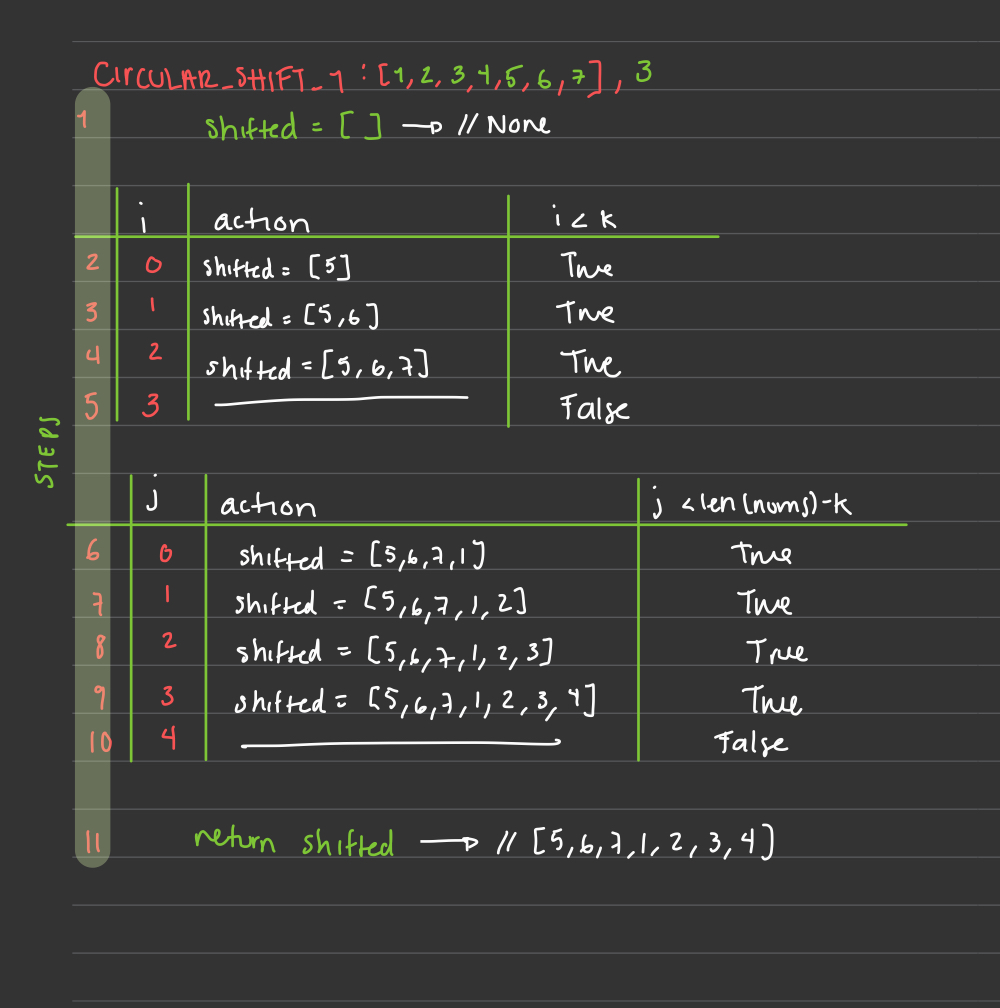 CIRCULAR_SHIFT_1 : [1, 2, 3, 4, 5, 6, 7], 3
1 shifted = [ ] → // None
i action i < k
2 0 shifted = [5] True
3 1 shifted = [5,6] True
4 2 shifted = [5, 6, 7] True
5 3 False
STEPS
j action j < len (nums) - k
6 0 shifted = [5,6,7,1] True
7 1 shifted = [5,6,7,1,2] True
8 2 shifted = [5,6,7,1,2,3] True
9 3 shifted = [5,6,7,1,2,3,4] True
10 4 False
11 return shifted → // [5,6,7,1,2,3,4]